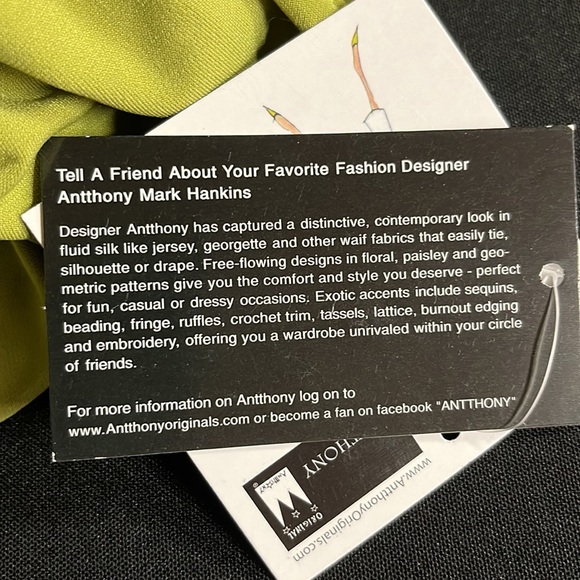 Tell A Friend About Your Favorite Fashion Designer
Antthony Mark Hankins
Designer Antthony has captured a distinctive, contemporary look in
fluid silk like jersey, georgette and other waif fabrics that easily tie,
silhouette or drape. Free-flowing designs in floral, paisley and geo-
metric patterns give you the comfort and style you deserve - perfect
for fun, casual or dressy occasions. Exotic accents include sequins,
beading, fringe, ruffles, crochet trim, tassels, lattice, burnout edging
and embroidery, offering you a wardrobe unrivaled within your circle
of friends.
For more information on Antthony log on to
www.Antthonyoriginals.com or become a fan on facebook "ANTTHONY"
THONY
ANTTHONY
ORIGINAL
www.AntthonyOriginals.com